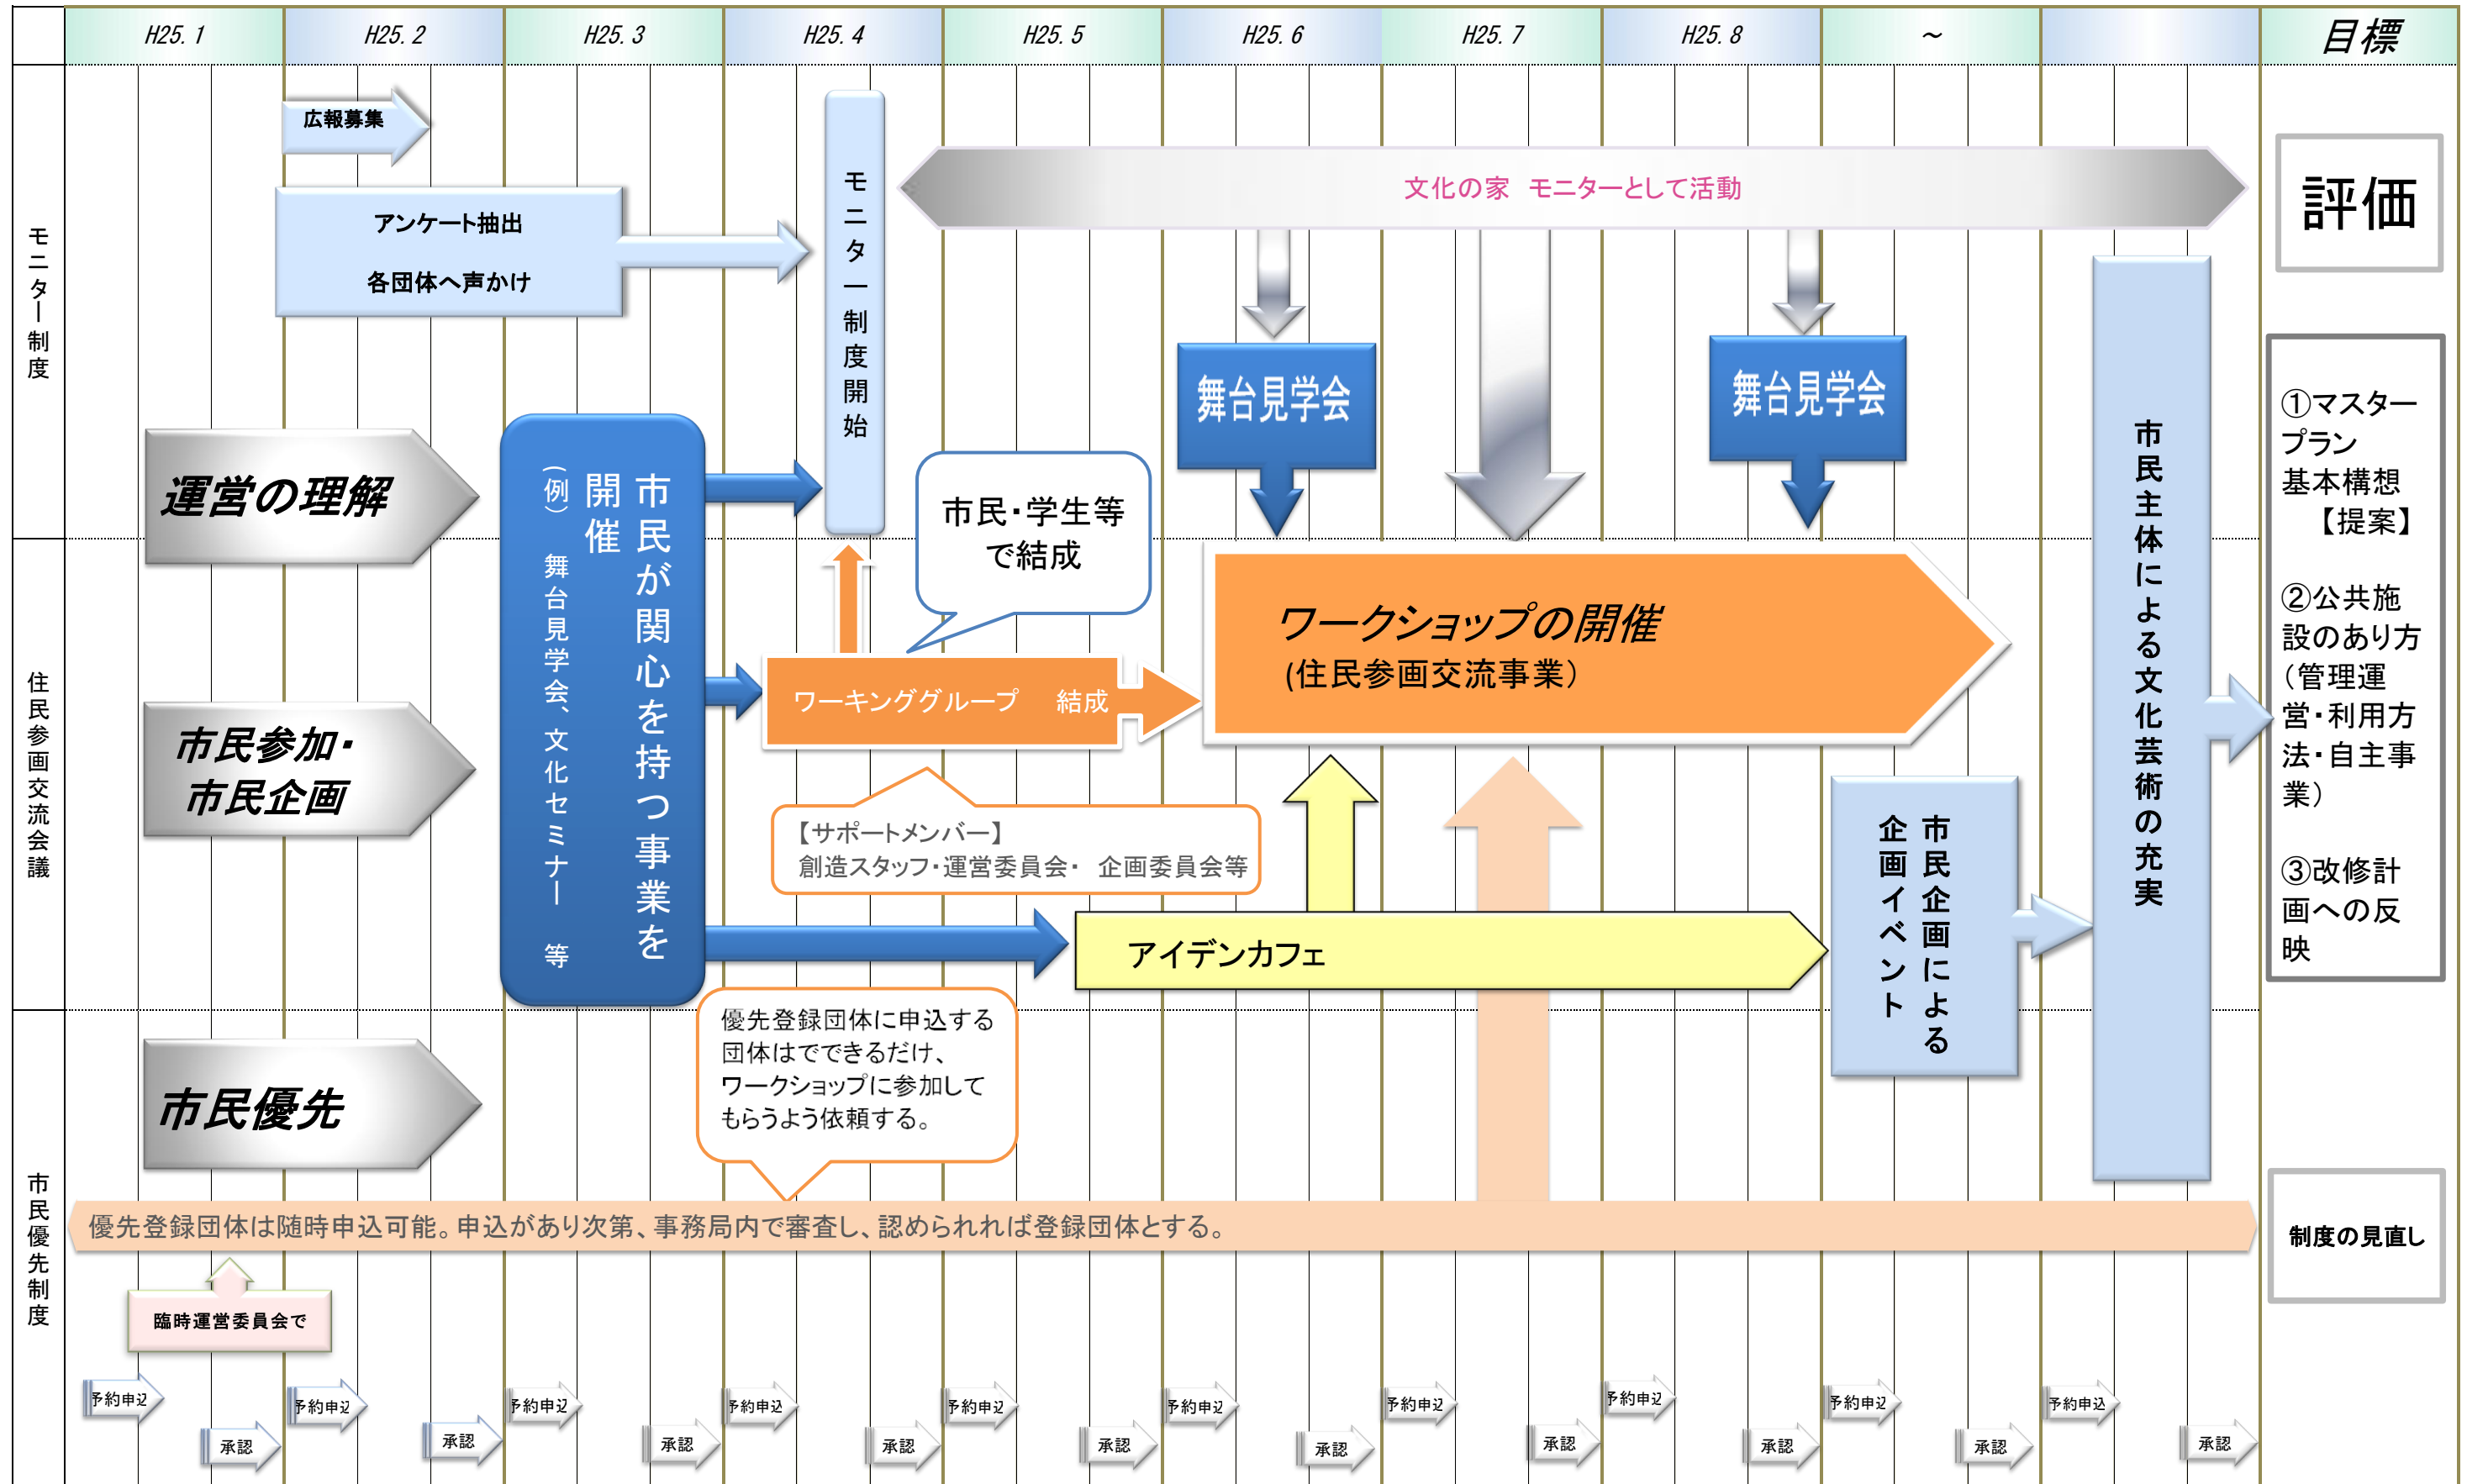 H25.1
H25.2
H25.3
H25.4
H25.5
H25.6
H25.7
H25.8
～
目標
モニター制度
広報募集
アンケート抽出
各団体へ声かけ
モニター制度開始
文化の家　モニターとして活動
評価
舞台見学会
舞台見学会
運営の理解
市民が関心を持つ事業を
開催
（例）　舞台見学会、文化セミナー　等
市民・学生等
で結成
住民参画交流会議
市民参加・
市民企画
ワーキンググループ　結成
ワークショップの開催
(住民参画交流事業）
【サポートメンバー】
創造スタッフ・運営委員会・ 企画委員会等
アイデンカフェ
市民企画による
企画イベント
市民主体による文化芸術の充実
①マスター
プラン
基本構想
【提案】
②公共施
設のあり方
（管理運
営・利用方
法・自主事
業）
③改修計
画への反
映
市民優先制度
市民優先
優先登録団体に申込する
団体はでできるだけ、
ワークショップに参加して
もらうよう依頼する。
優先登録団体は随時申込可能。申込があり次第、事務局内で審査し、認められれば登録団体とする。
制度の見直し
臨時運営委員会で
予約申込
承認
予約申込
承認
予約申込
承認
予約申込
承認
予約申込
承認
予約申込
承認
予約申込
承認
予約申込
承認
予約申込
承認
予約申込
承認